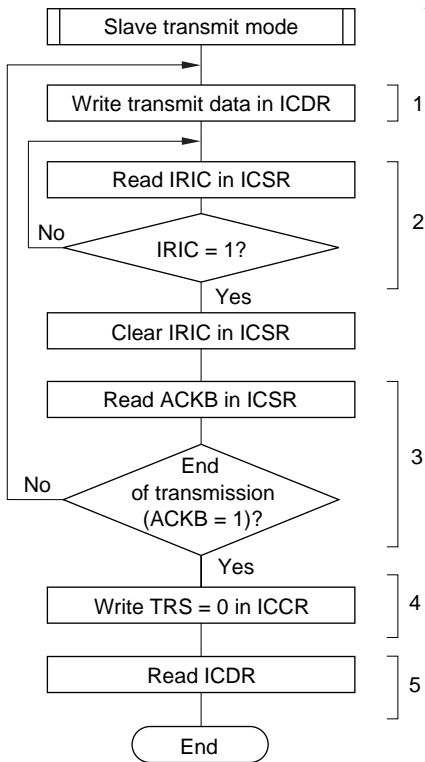 Slave transmit mode
Write transmit data in ICDR
1
Read IRIC in ICSR
2
No
IRIC = 1?
Yes
Clear IRIC in ICSR
Read ACKB in ICSR
3
No
End
of transmission
(ACKB = 1)?
Yes
Write TRS = 0 in ICCR
4
Read ICDR
5
End